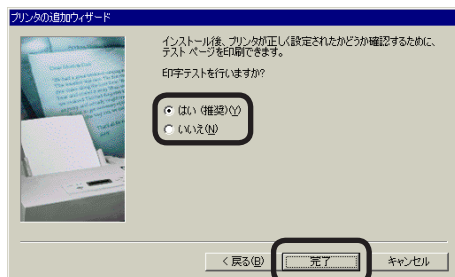 プリンタの追加ウィザード
インストール後、プリンタが正しく設定されたかどうか確認するために、
テスト ページを印刷できます。
印字テストを行いますか?
はい (推奨)(Y)
いいえ(N)
< 戻る(B)
完了
キャンセル